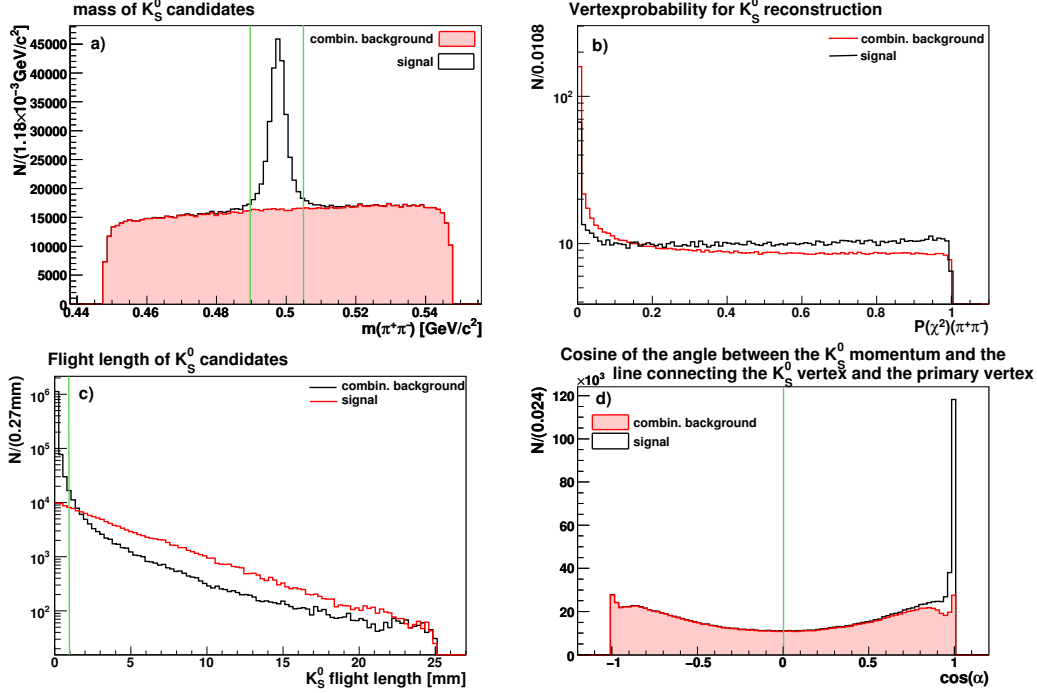 mass of K⁰_S candidates
a)
combin. background
signal
N/(1.18×10⁻³GeV/c²)
45000
40000
35000
30000
25000
20000
15000
10000
5000
0
0.44 0.46 0.48 0.5 0.52 0.54
m(π⁺π⁻) [GeV/c²]
Vertexprobability for K⁰_S reconstruction
b)
combin. background
signal
N/0.0108
10²
10
0 0.2 0.4 0.6 0.8 1
P(χ²)(π⁺π⁻)
Flight length of K⁰_S candidates
c)
combin. background
signal
N/(0.27mm)
10⁶
10⁵
10⁴
10³
10²
0 5 10 15 20 25
K⁰_S flight length [mm]
Cosine of the angle between the K⁰_S momentum and the
line connecting the K⁰_S vertex and the primary vertex
×10³
d)
combin. background
signal
N/(0.024)
120
100
80
60
40
20
0
−1 −0.5 0 0.5 1
cos(α)